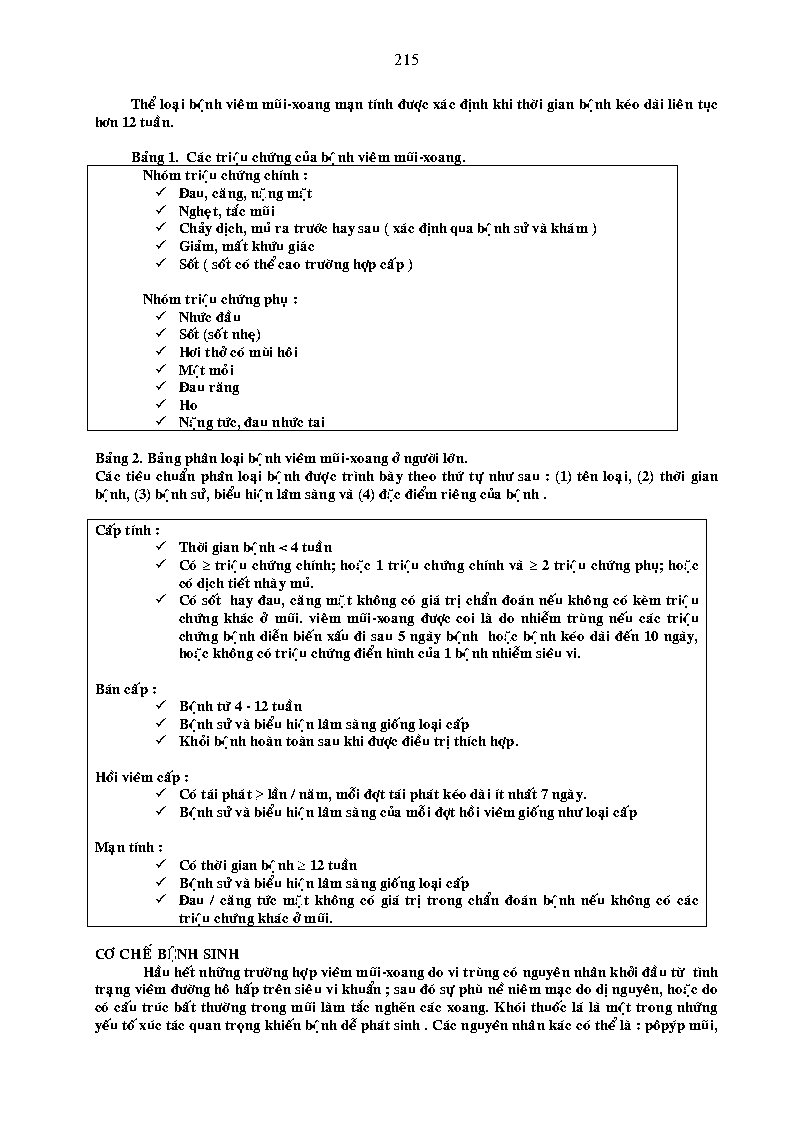 215
Thể loại bệnh viêm mũi-xoang mạn tính được xác định khi thời gian bệnh kéo dài liên tục
hơn 12 tuần.
Bảng 1. Các triệu chứng của bệnh viêm mũi-xoang.
Nhóm triệu chứng chính :
✓ Đau, căng, nặng mặt
✓ Nghẹt, tắc mũi
✓ Chảy dịch, mủ ra trước hay sau ( xác định qua bệnh sử và khám )
✓ Giảm, mất khứu giác
✓ Sốt ( sốt có thể cao trường hợp cấp )
Nhóm triệu chứng phụ :
✓ Nhức đầu
✓ Sốt (sốt nhẹ)
✓ Hơi thở có mùi hôi
✓ Mệt mỏi
✓ Đau răng
✓ Ho
✓ Nặng tức, đau nhức tai
Bảng 2. Bảng phân loại bệnh viêm mũi-xoang ở người lớn.
Các tiêu chuẩn phân loại bệnh được trình bày theo thứ tự như sau : (1) tên loại, (2) thời gian
bệnh, (3) bệnh sử, biểu hiện lâm sàng và (4) đặc điểm riêng của bệnh .
Cấp tính :
✓ Thời gian bệnh < 4 tuần
✓ Có ≥ triệu chứng chính; hoặc 1 triệu chứng chính và ≥ 2 triệu chứng phụ; hoặc
có dịch tiết nhày mủ.
✓ Có sốt hay đau, căng mặt không có giá trị chẩn đoán nếu không có kèm triệu
chứng khác ở mũi. viêm mũi-xoang được coi là do nhiễm trùng nếu các triệu
chứng bệnh diễn biến xấu đi sau 5 ngày bệnh hoặc bệnh kéo dài đến 10 ngày,
hoặc không có triệu chứng điển hình của 1 bệnh nhiễm siêu vi.
Bán cấp :
✓ Bệnh từ 4 - 12 tuần
✓ Bệnh sử và biểu hiện lâm sàng giống loại cấp
✓ Khỏi bệnh hoàn toàn sau khi được điều trị thích hợp.
Hồi viêm cấp :
✓ Có tái phát > lần / năm, mỗi đợt tái phát kéo dài ít nhất 7 ngày.
✓ Bệnh sử và biểu hiện lâm sàng của mỗi đợt hồi viêm giống như loại cấp
Mạn tính :
✓ Có thời gian bệnh ≥ 12 tuần
✓ Bệnh sử và biểu hiện lâm sàng giống loại cấp
✓ Đau / căng tức mặt không có giá trị trong chẩn đoán bệnh nếu không có các
triệu chứng khác ở mũi.
CƠ CHẾ BỆNH SINH
Hầu hết những trường hợp viêm mũi-xoang do vi trùng có nguyên nhân khởi đầu từ tình
trạng viêm đường hô hấp trên siêu vi khuẩn ; sau đó sự phù nề niêm mạc do dị nguyên, hoặc do
có cấu trúc bất thường trong mũi làm tắc nghẽn các xoang. Khói thuốc lá là một trong những
yếu tố xúc tác quan trọng khiến bệnh dễ phát sinh . Các nguyên nhân kác có thể là : pôpýp mũi,